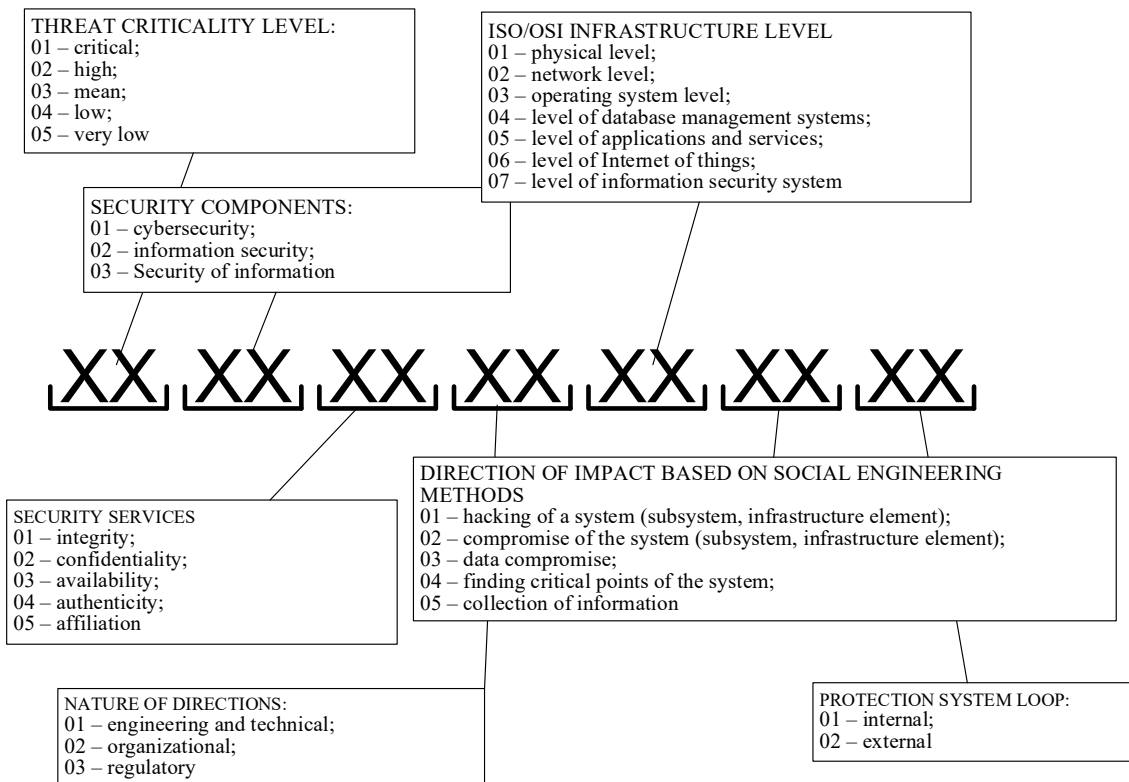 THREAT CRITICALITY LEVEL:
01 – critical;
02 – high;
03 – mean;
04 – low;
05 – very low
ISO/OSI INFRASTRUCTURE LEVEL
01 – physical level;
02 – network level;
03 – operating system level;
04 – level of database management systems;
05 – level of applications and services;
06 – level of Internet of things;
07 – level of information security system
SECURITY COMPONENTS:
01 – cybersecurity;
02 – information security;
03 – Security of information
XX XX XX XX XX XX XX
DIRECTION OF IMPACT BASED ON SOCIAL ENGINEERING
METHODS
01 – hacking of a system (subsystem, infrastructure element);
02 – compromise of the system (subsystem, infrastructure element);
03 – data compromise;
04 – finding critical points of the system;
05 – collection of information
SECURITY SERVICES
01 – integrity;
02 – confidentiality;
03 – availability;
04 – authenticity;
05 – affiliation
NATURE OF DIRECTIONS:
01 – engineering and technical;
02 – organizational;
03 – regulatory
PROTECTION SYSTEM LOOP:
01 – internal;
02 – external